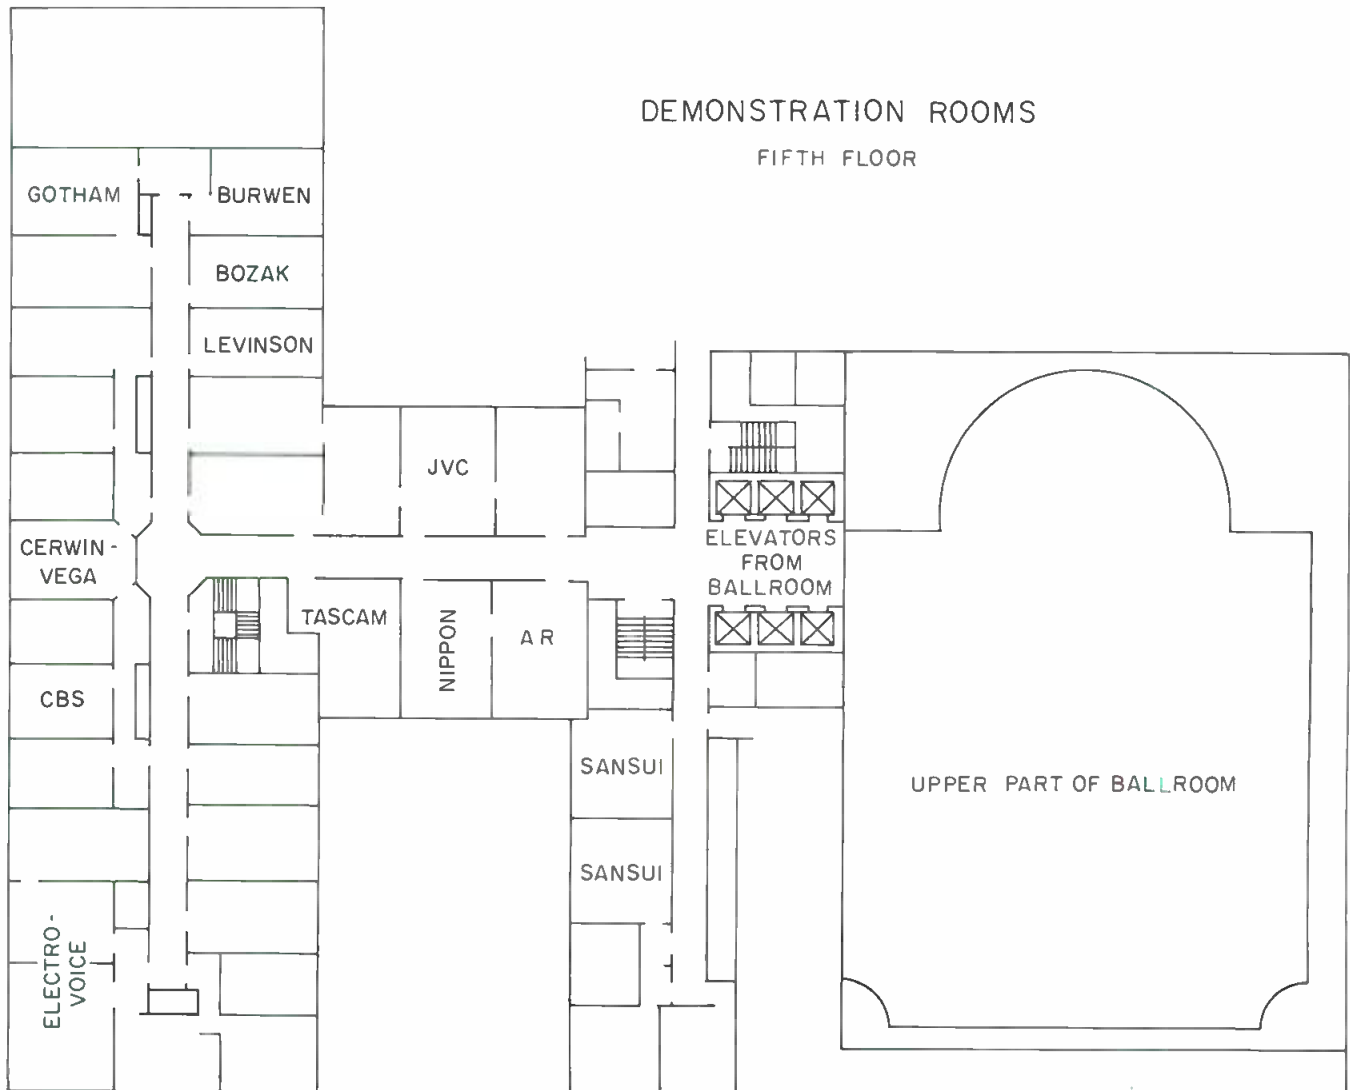 DEMONSTRATION ROOMS
FIFTH FLOOR
GOTHAM
BURWEN
BOZAK
LEVINSON
JVC
CERWIN-
VEGA
ELEVATORS
FROM
BALLROOM
TASCAM
NIPPON
AR
CBS
SANSUI
UPPER PART OF BALLROOM
SANSUI
ELECTRO-
VOICE